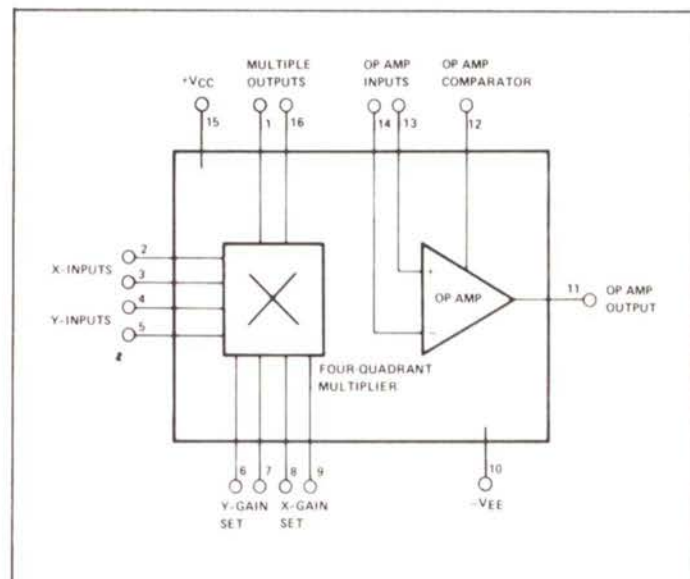 MULTIPLE
OUTPUTS
OP AMP
INPUTS
OP AMP
COMPARATOR
+VCC
15
1
16
14
13
12
X-INPUTS
2
3
Y-INPUTS
4
5
+
OP AMP
−
11
OP AMP
OUTPUT
FOUR-QUADRANT
MULTIPLIER
6
7
8
9
10
Y-GAIN
SET
X-GAIN
SET
−VEE